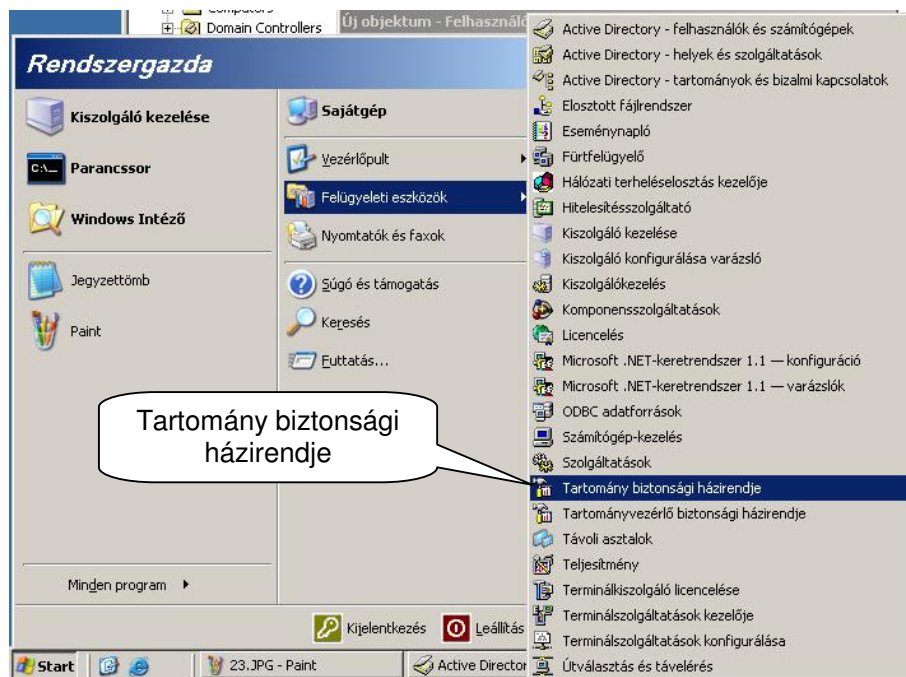 Computers
Domain Controllers
Új objektum - Felhasználó
Rendszergazda
Kiszolgáló kezelése
Parancssor
Windows Intéző
Jegyzettömb
Paint
Minden program
Sajátgép
Vezérlőpult
Felügyeleti eszközök
Nyomtatók és faxok
Súgó és támogatás
Keresés
Futtatás...
Tartomány biztonsági
házirendje
Active Directory - felhasználók és számítógépek
Active Directory - helyek és szolgáltatások
Active Directory - tartományok és bizalmi kapcsolatok
Elosztott fájlrendszer
Eseménynapló
Fürtfelügyelő
Hálózati terheléselosztás kezelője
Hitelesítésszolgáltató
Kiszolgáló kezelése
Kiszolgáló konfigurálása varázsló
Kiszolgálókezelés
Komponensszolgáltatások
Licencelés
Microsoft .NET-keretrendszer 1.1 — konfiguráció
Microsoft .NET-keretrendszer 1.1 — varázslók
ODBC adatforrások
Számítógép-kezelés
Szolgáltatások
Tartomány biztonsági házirendje
Tartományvezérlő biztonsági házirendje
Távoli asztalok
Teljesítmény
Terminálkiszolgáló licencelése
Terminálszolgáltatások kezelője
Terminálszolgáltatások konfigurálása
Útválasztás és távelérés
Kijelentkezés
Leállítás
Start
23.JPG - Paint
Active Director